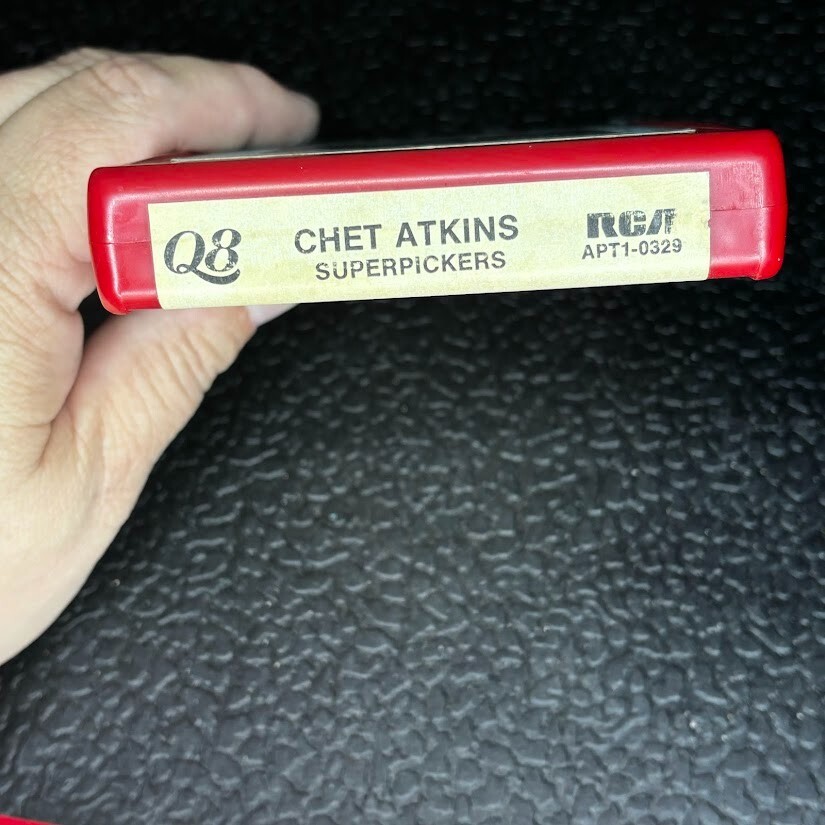 Q8
CHET ATKINS
SUPERPICKERS
RCA
APT1-0329